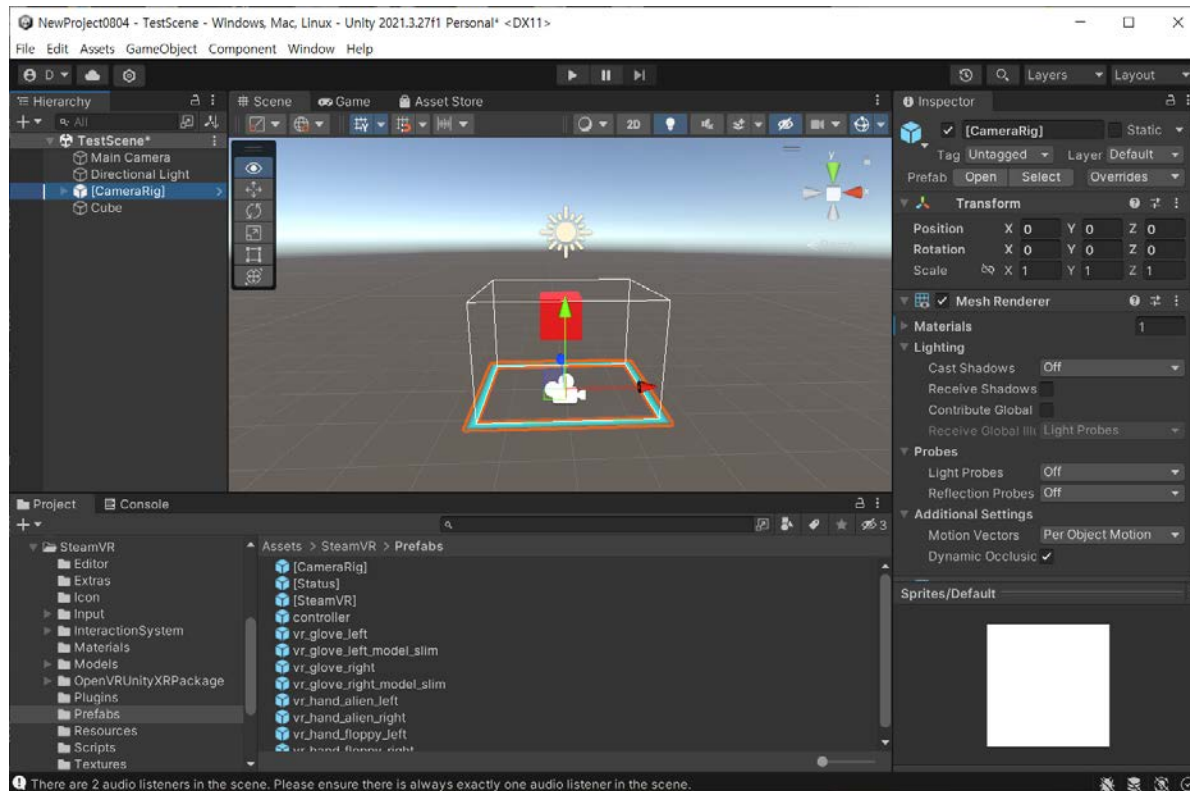 NewProject0804 - TestScene - Windows, Mac, Linux - Unity 2021.3.27f1 Personal* <DX11>
File Edit Assets GameObject Component Window Help
D Layers Layout
Hierarchy
All
TestScene*
Main Camera
Directional Light
[CameraRig]
Cube
Scene Game Asset Store
2D
y
Inspector
[CameraRig] Static
Tag Untagged Layer Default
Prefab Open Select Overrides
Transform
Position X 0 Y 0 Z 0
Rotation X 0 Y 0 Z 0
Scale X 1 Y 1 Z 1
Mesh Renderer
Materials 1
Lighting
Cast Shadows Off
Receive Shadows
Contribute Global
Receive Global Illu Light Probes
Probes
Light Probes Off
Reflection Probes Off
Additional Settings
Motion Vectors Per Object Motion
Dynamic Occlusic
Sprites/Default
Project Console
3
SteamVR
Editor
Extras
Icon
Input
InteractionSystem
Materials
Models
OpenVRUnityXRPackage
Plugins
Prefabs
Resources
Scripts
Textures
Assets > SteamVR > Prefabs
[CameraRig]
[Status]
[SteamVR]
controller
vr_glove_left
vr_glove_left_model_slim
vr_glove_right
vr_glove_right_model_slim
vr_hand_alien_left
vr_hand_alien_right
vr_hand_floppy_left
vr_hand_floppy_right
There are 2 audio listeners in the scene. Please ensure there is always exactly one audio listener in the scene.